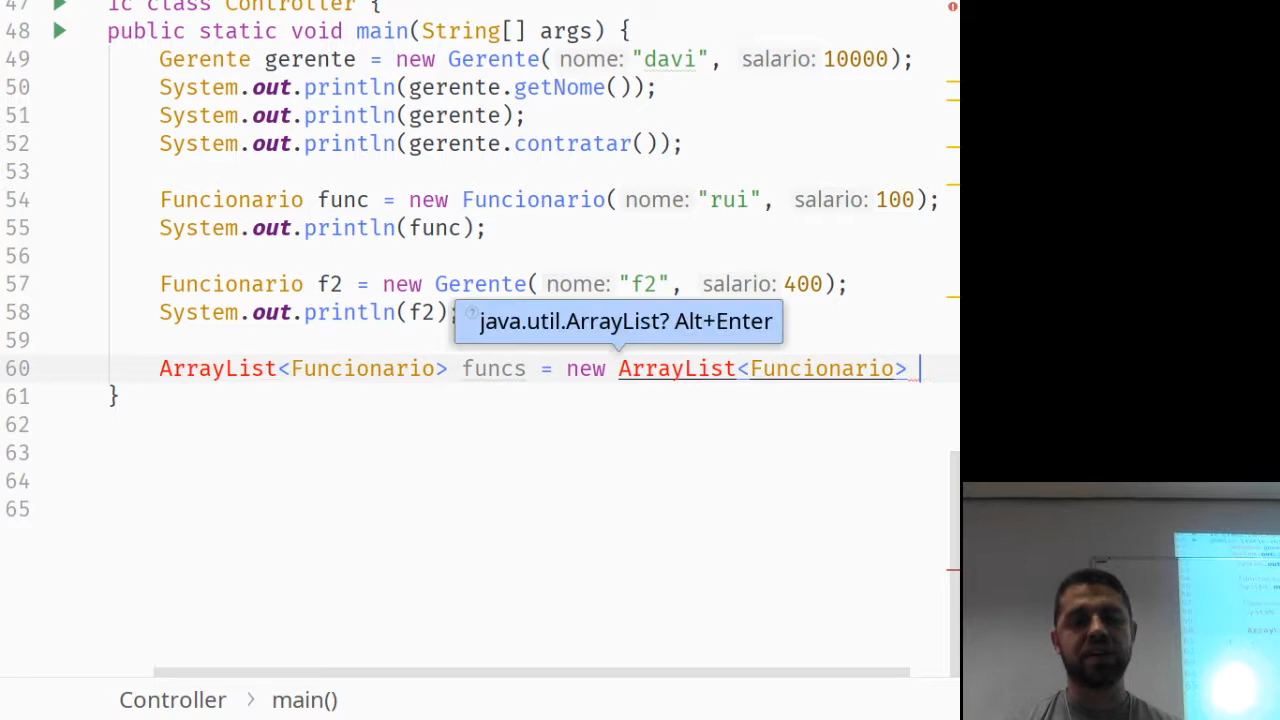 47 ic class Controller {
48 public static void main(String[] args) {
49 Gerente gerente = new Gerente( nome: "davi", salario: 10000);
50 System.out.println(gerente.getNome());
51 System.out.println(gerente);
52 System.out.println(gerente.contratar());
53
54 Funcionario func = new Funcionario( nome: "rui", salario: 100);
55 System.out.println(func);
56
57 Funcionario f2 = new Gerente( nome: "f2", salario: 400);
58 System.out.println(f2);
java.util.ArrayList? Alt+Enter
59
60 ArrayList<Funcionario> funcs = new ArrayList<Funcionario>
61 }
62
63
64
65
Controller > main()